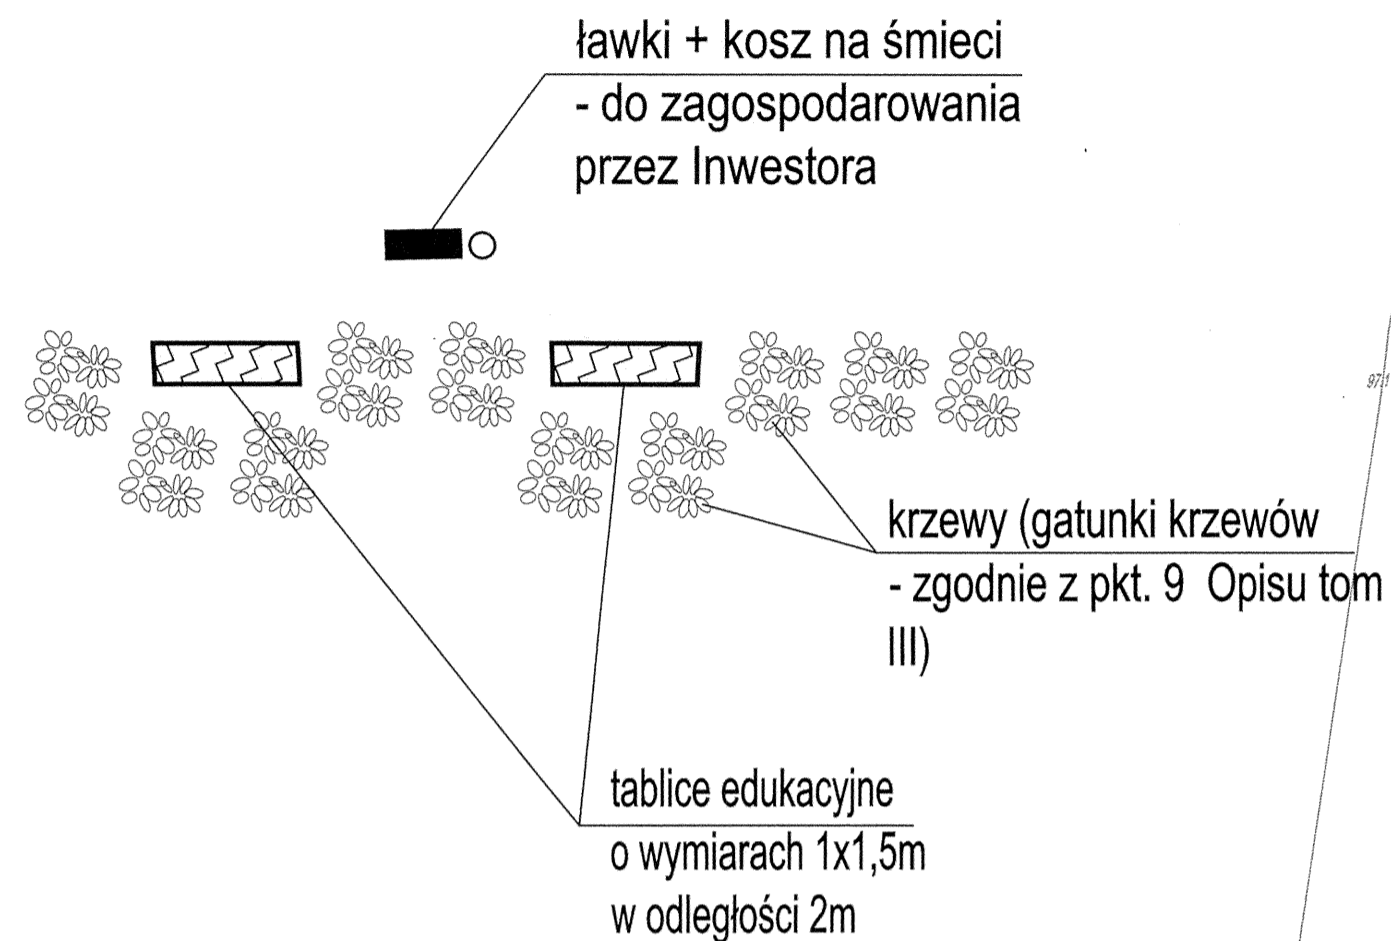 ławki + kosz na śmieci
- do zagospodarowania
przez Inwestora
krzewy (gatunki krzewów
- zgodnie z pkt. 9 Opisu tom
III)
tablice edukacyjne
o wymiarach 1x1,5m
w odległości 2m